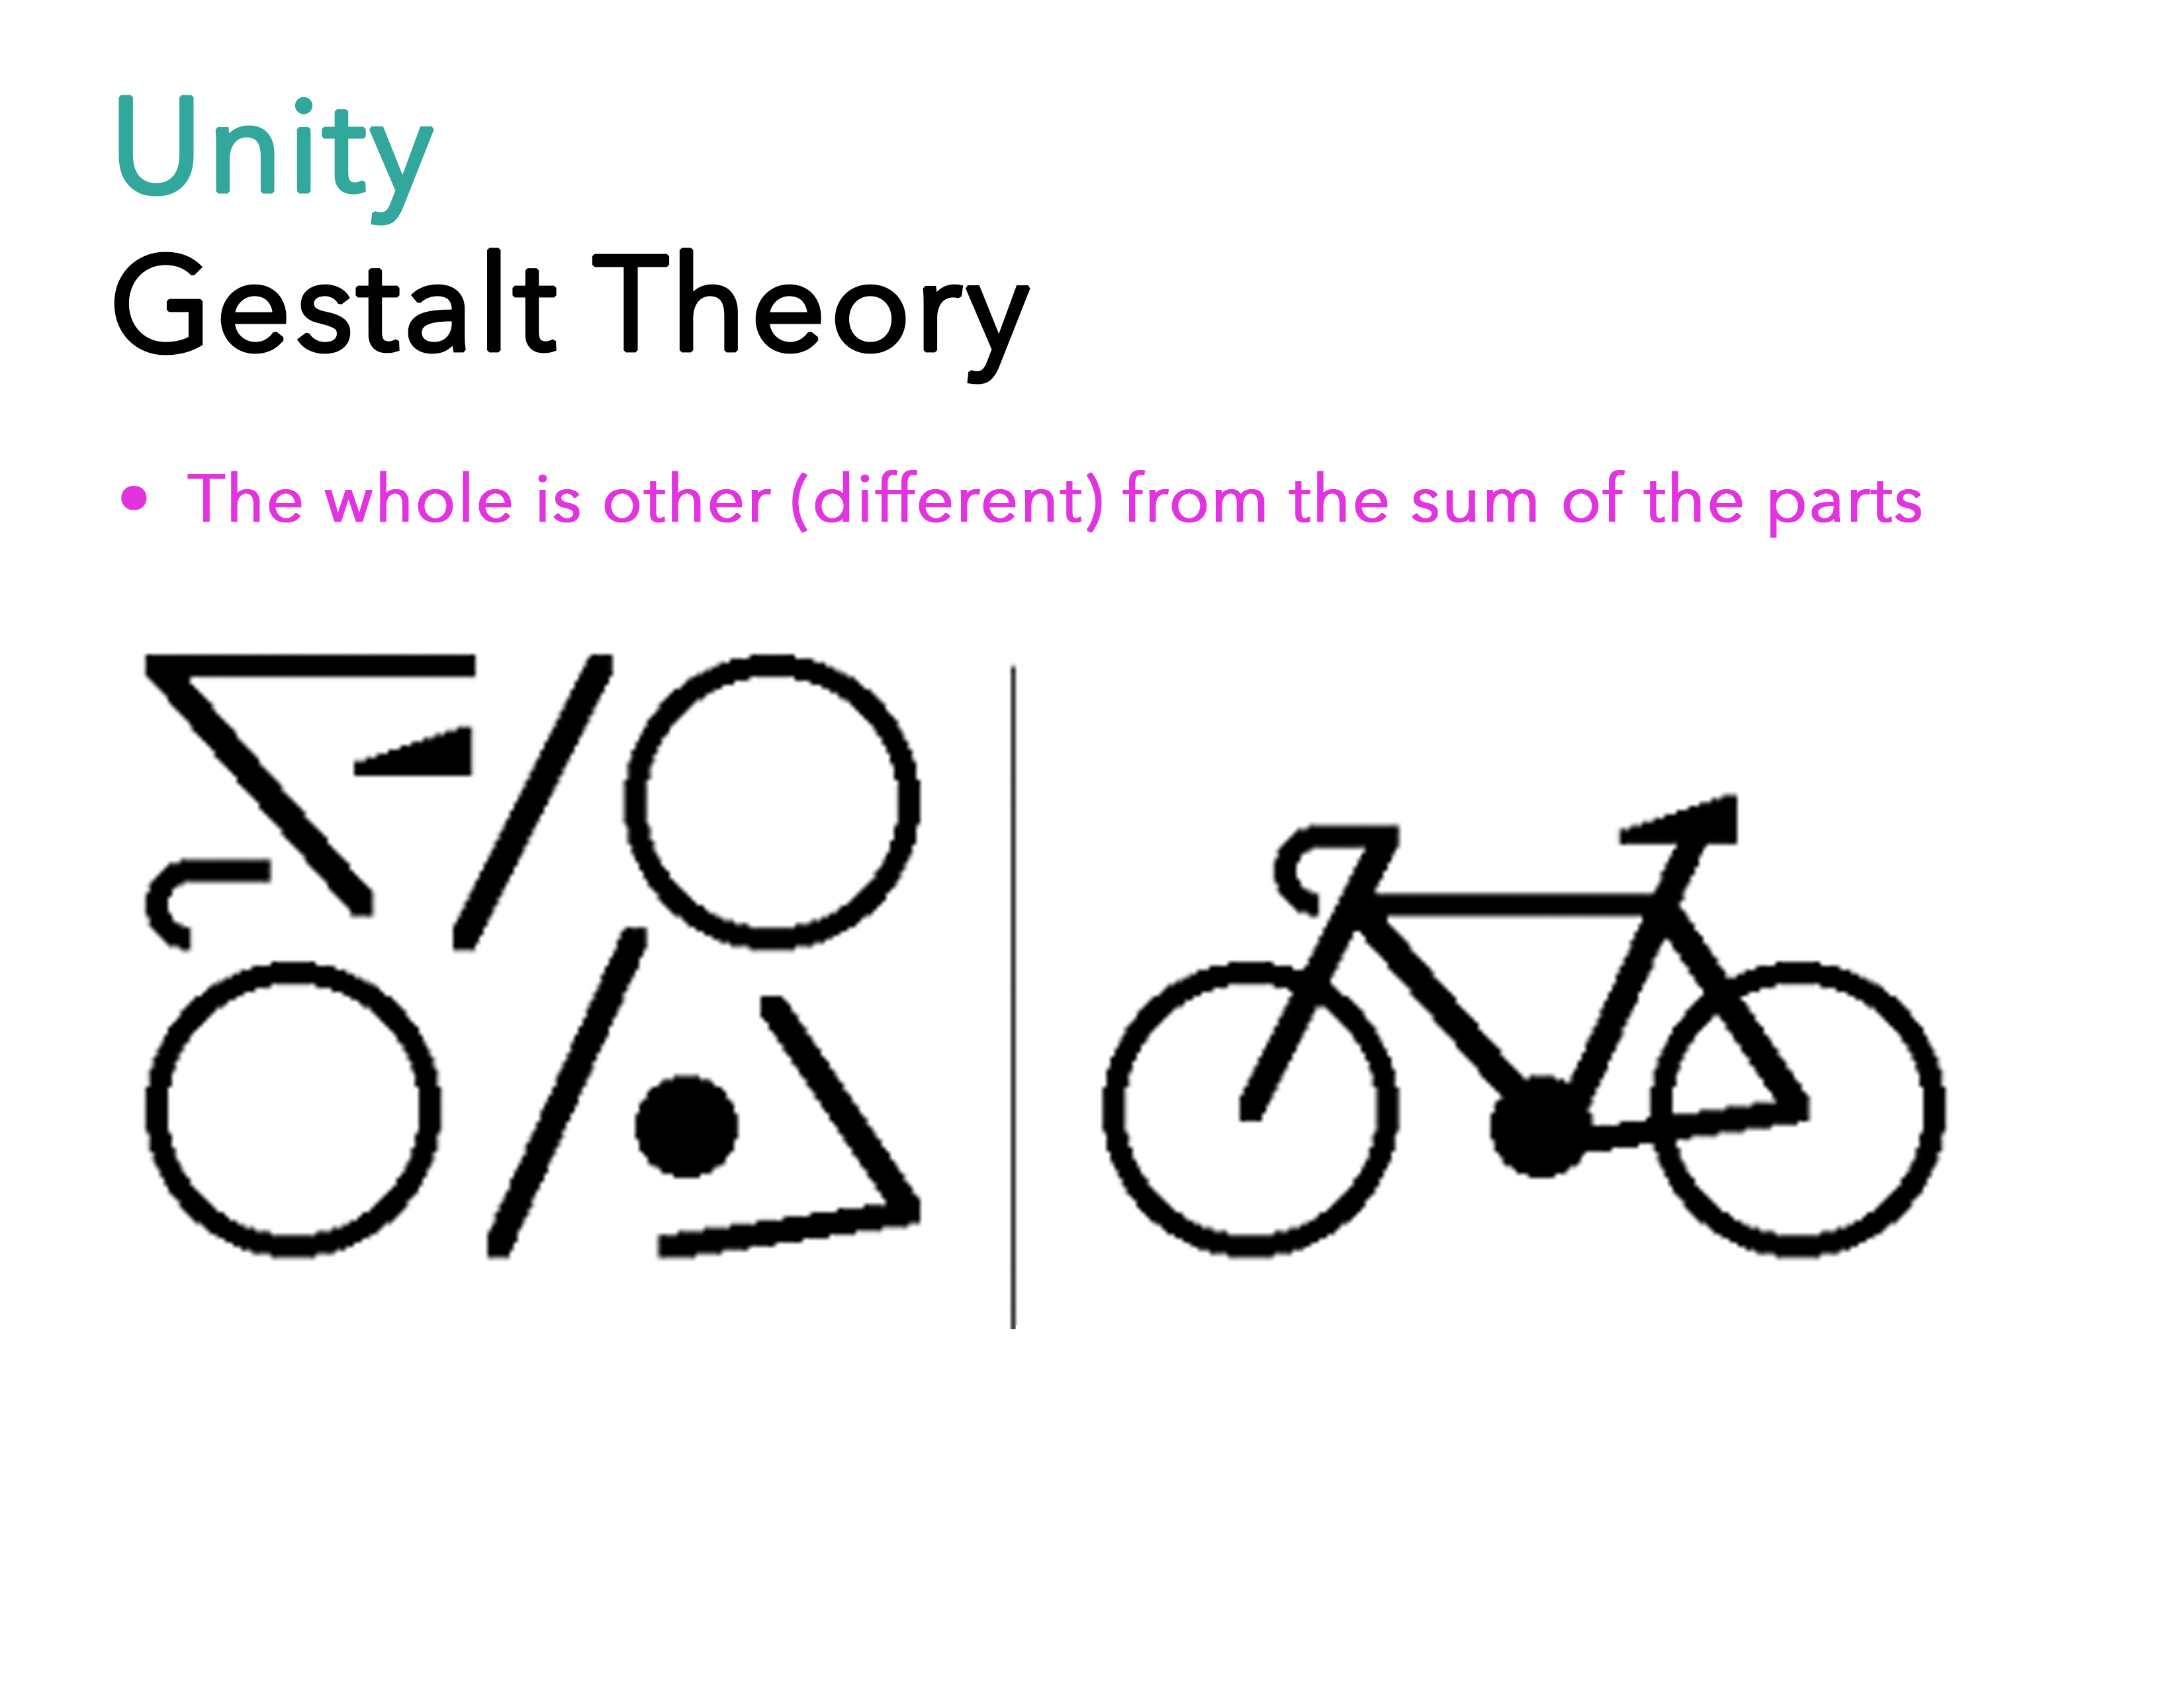 Unity
Gestalt Theory
• The whole is other (different) from the sum of the parts